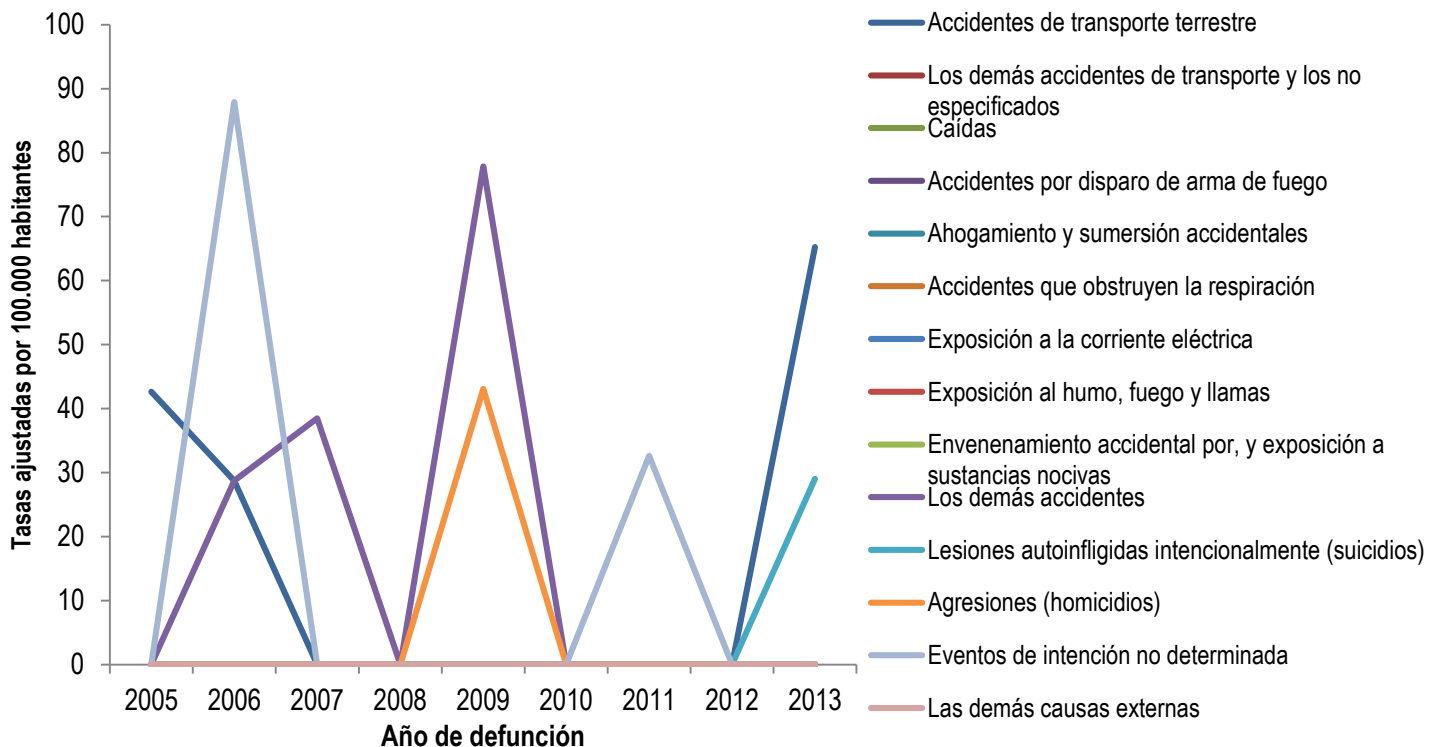 Tasas ajustadas por 100.000 habitantes
100
90
80
70
60
50
40
30
20
10
0
2005 2006 2007 2008 2009 2010 2011 2012 2013
Año de defunción
Accidentes de transporte terrestre
Los demás accidentes de transporte y los no
especificados
Caídas
Accidentes por disparo de arma de fuego
Ahogamiento y sumersión accidentales
Accidentes que obstruyen la respiración
Exposición a la corriente eléctrica
Exposición al humo, fuego y llamas
Envenenamiento accidental por, y exposición a
sustancias nocivas
Los demás accidentes
Lesiones autoinfligidas intencionalmente (suicidios)
Agresiones (homicidios)
Eventos de intención no determinada
Las demás causas externas